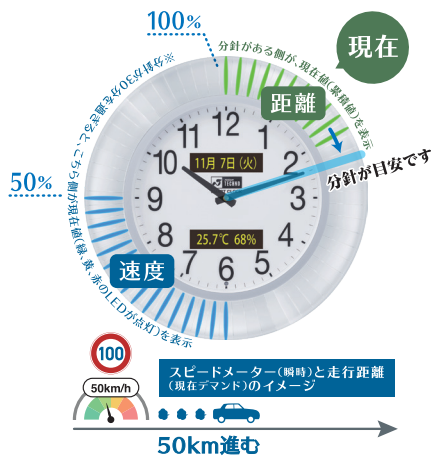 100%
現在
分針がある側が、現在値（累積値）を表示
※分針が30分を過ぎると、こちら側が現在値（緑、黄、赤のLEDが点灯）を表示
距離
分針が目安です
50%
11月 7日（火）
TECHNO
25.7℃ 68%
12
1
2
3
4
5
6
7
8
9
10
11
速度
100
50km/h
スピードメーター（瞬時）と走行距離
（現在デマンド）のイメージ
50km進む